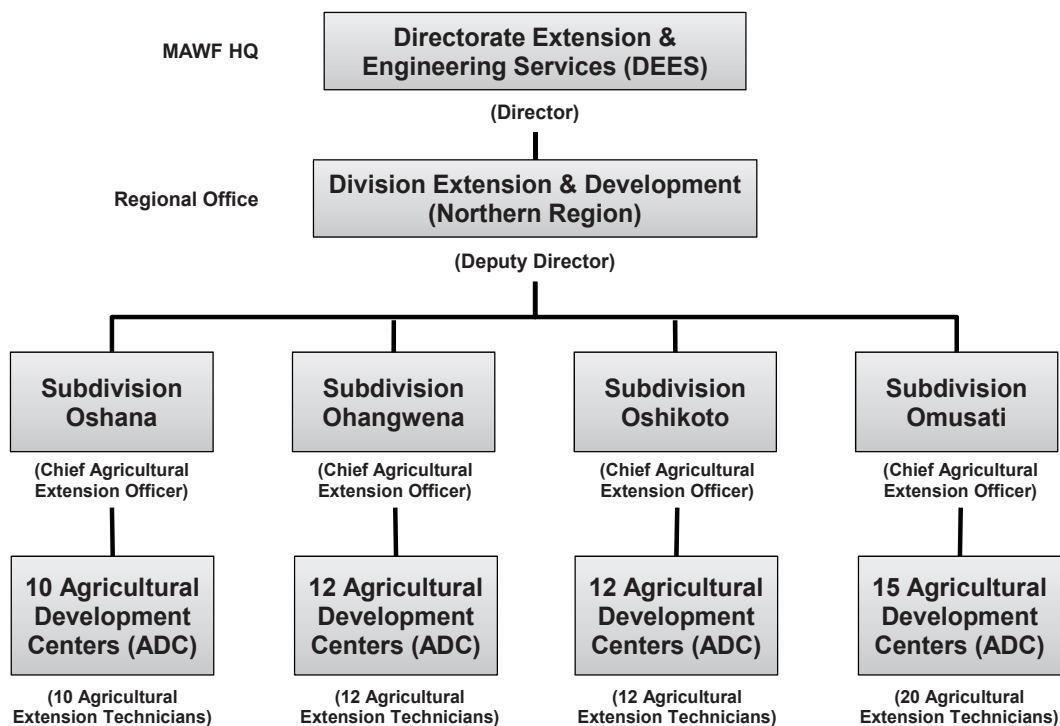 MAWF HQ
Directorate Extension &
Engineering Services (DEES)
(Director)
Regional Office
Division Extension & Development
(Northern Region)
(Deputy Director)
Subdivision
Oshana
Subdivision
Ohangwena
Subdivision
Oshikoto
Subdivision
Omusati
(Chief Agricultural
Extension Officer)
(Chief Agricultural
Extension Officer)
(Chief Agricultural
Extension Officer)
(Chief Agricultural
Extension Officer)
10 Agricultural
Development
Centers (ADC)
12 Agricultural
Development
Centers (ADC)
12 Agricultural
Development
Centers (ADC)
15 Agricultural
Development
Centers (ADC)
(10 Agricultural
Extension Technicians)
(12 Agricultural
Extension Technicians)
(12 Agricultural
Extension Technicians)
(20 Agricultural
Extension Technicians)